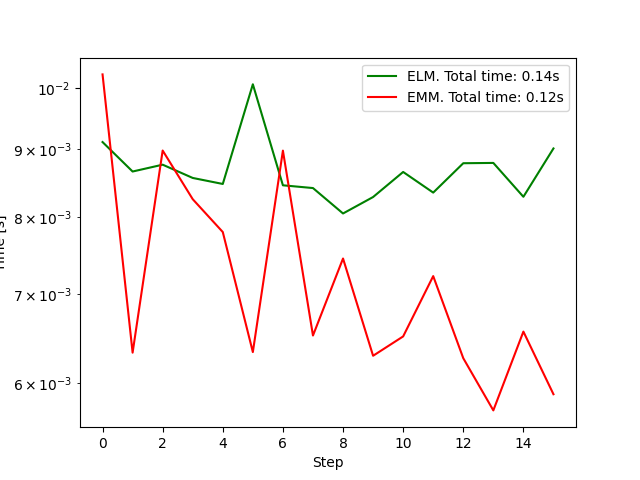 ELM. Total time: 0.14s
EMM. Total time: 0.12s
10⁻²
9 × 10⁻³
8 × 10⁻³
7 × 10⁻³
6 × 10⁻³
Time [s]
0 2 4 6 8 10 12 14
Step